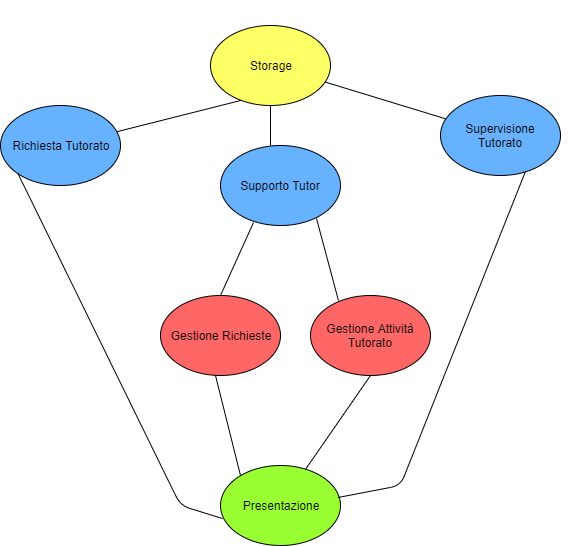 Storage
Richiesta Tutorato
Supervisione
Tutorato
Supporto Tutor
Gestione Richieste
Gestione Attività
Tutorato
Presentazione